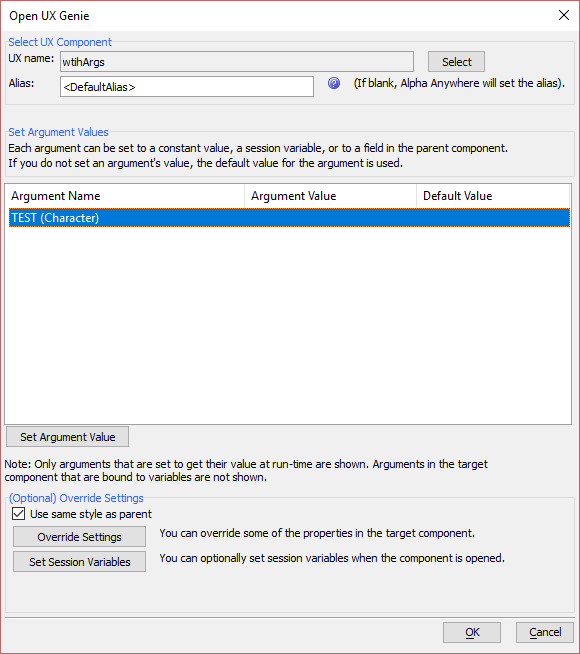 Open UX Genie
Select UX Component
UX name: wtihArgs Select
Alias: <DefaultAlias> ? (If blank, Alpha Anywhere will set the alias).
Set Argument Values
Each argument can be set to a constant value, a session variable, or to a field in the parent component.
If you do not set an argument's value, the default value for the argument is used.
Argument Name Argument Value Default Value
TEST (Character)
Set Argument Value
Note: Only arguments that are set to get their value at run-time are shown. Arguments in the target
component that are bound to variables are not shown.
(Optional) Override Settings
Use same style as parent
Override Settings You can override some of the properties in the target component.
Set Session Variables You can optionally set session variables when the component is opened.
OK Cancel